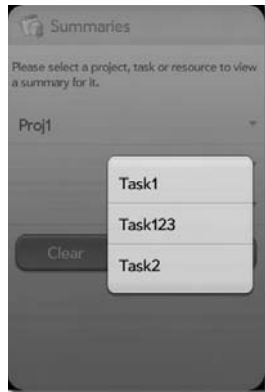 Summaries
Please select a project, task or resource to view
a summary for it.
Proj1
Task1
Task123
Clear
Task2